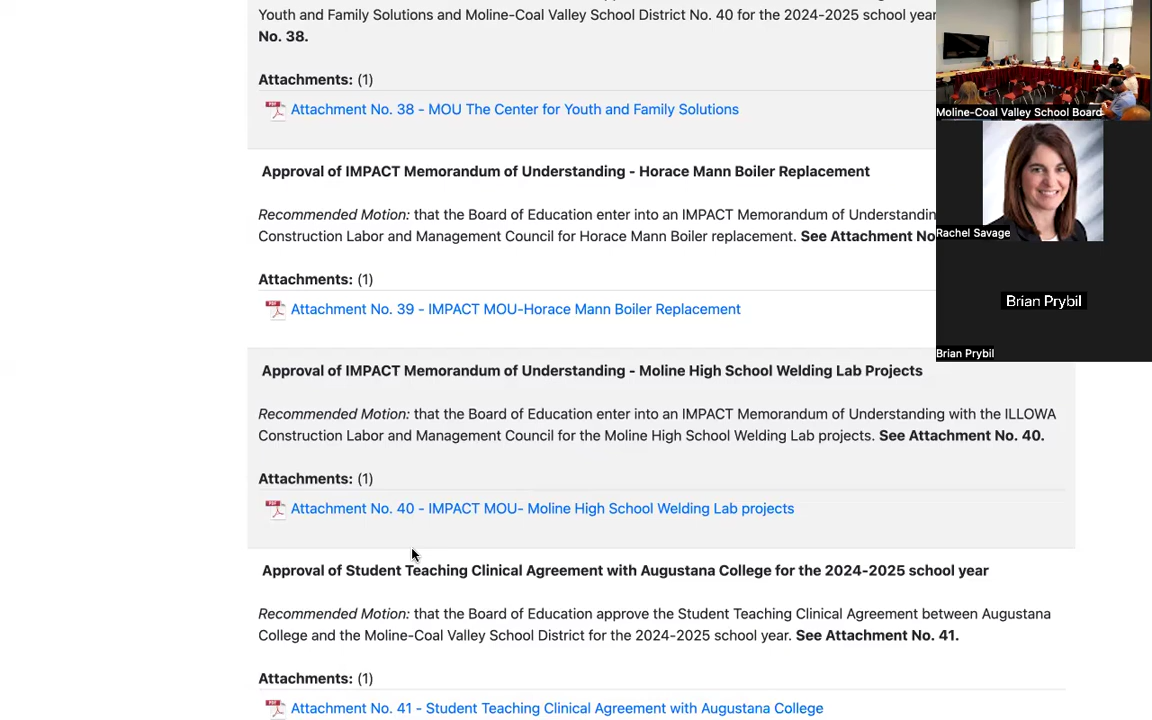 Youth and Family Solutions and Moline-Coal Valley School District No. 40 for the 2024-2025 school year
No. 38.
Attachments: (1)
Attachment No. 38 - MOU The Center for Youth and Family Solutions
Moline-Coal Valley School Board
Approval of IMPACT Memorandum of Understanding - Horace Mann Boiler Replacement
Recommended Motion: that the Board of Education enter into an IMPACT Memorandum of Understandin
Construction Labor and Management Council for Horace Mann Boiler replacement. See Attachment No
Rachel Savage
Attachments: (1)
Attachment No. 39 - IMPACT MOU-Horace Mann Boiler Replacement
Brian Prybil
Brian Prybil
Approval of IMPACT Memorandum of Understanding - Moline High School Welding Lab Projects
Recommended Motion: that the Board of Education enter into an IMPACT Memorandum of Understanding with the ILLOWA
Construction Labor and Management Council for the Moline High School Welding Lab projects. See Attachment No. 40.
Attachments: (1)
Attachment No. 40 - IMPACT MOU- Moline High School Welding Lab projects
Approval of Student Teaching Clinical Agreement with Augustana College for the 2024-2025 school year
Recommended Motion: that the Board of Education approve the Student Teaching Clinical Agreement between Augustana
College and the Moline-Coal Valley School District for the 2024-2025 school year. See Attachment No. 41.
Attachments: (1)
Attachment No. 41 - Student Teaching Clinical Agreement with Augustana College